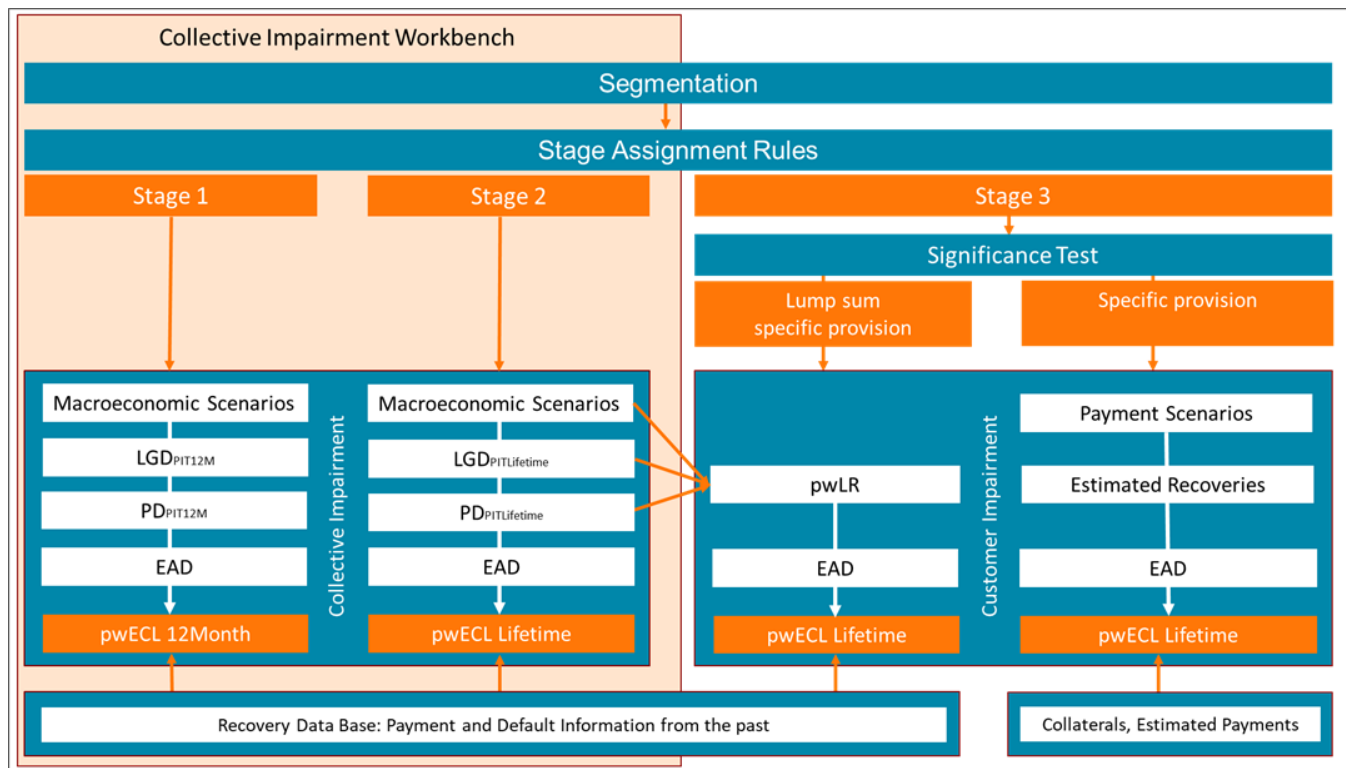 Collective Impairment Workbench
Segmentation
Stage Assignment Rules
Stage 1
Stage 2
Stage 3
Significance Test
Lump sum
specific provision
Specific provision
Macroeconomic Scenarios
LGDPIT12M
PDPIT12M
EAD
pwECL 12Month
Collective Impairment
Macroeconomic Scenarios
LGDPITLifetime
PDPITLifetime
EAD
pwECL Lifetime
pwLR
EAD
pwECL Lifetime
Customer Impairment
Payment Scenarios
Estimated Recoveries
EAD
pwECL Lifetime
Recovery Data Base: Payment and Default Information from the past
Collaterals, Estimated Payments